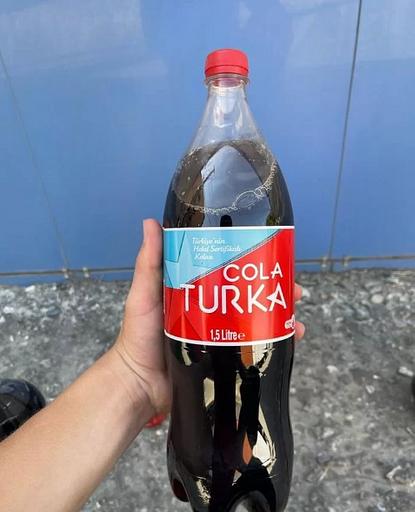 Türkiye'nin
Helal Sertifikalı
Kolası
COLA
TURKA
1,5 Litre e